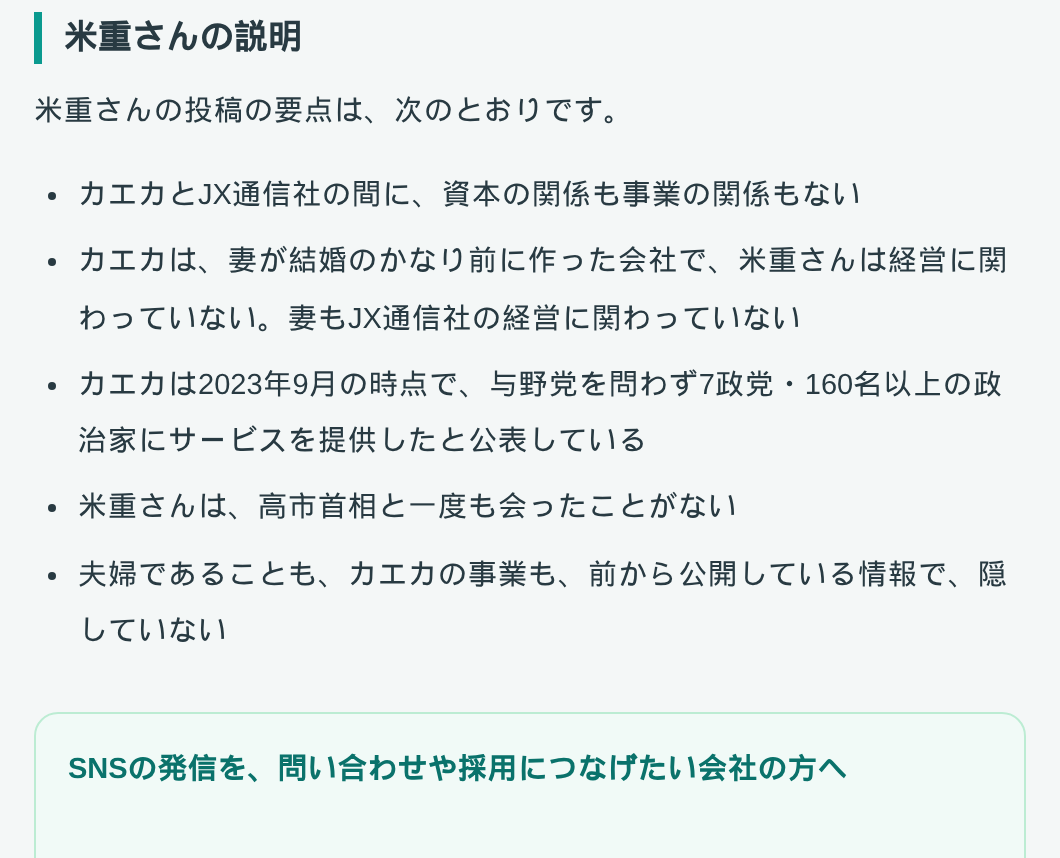 米重さんの説明
米重さんの投稿の要点は、次のとおりです。
• カエカとJX通信社の間に、資本の関係も事業の関係もない
• カエカは、妻が結婚のかなり前に作った会社で、米重さんは経営に関
わっていない。妻もJX通信社の経営に関わっていない
• カエカは2023年9月の時点で、与野党を問わず7政党・160名以上の政
治家にサービスを提供したと公表している
• 米重さんは、高市首相と一度も会ったことがない
• 夫婦であることも、カエカの事業も、前から公開している情報で、隠
していない
SNSの発信を、問い合わせや採用につなげたい会社の方へ